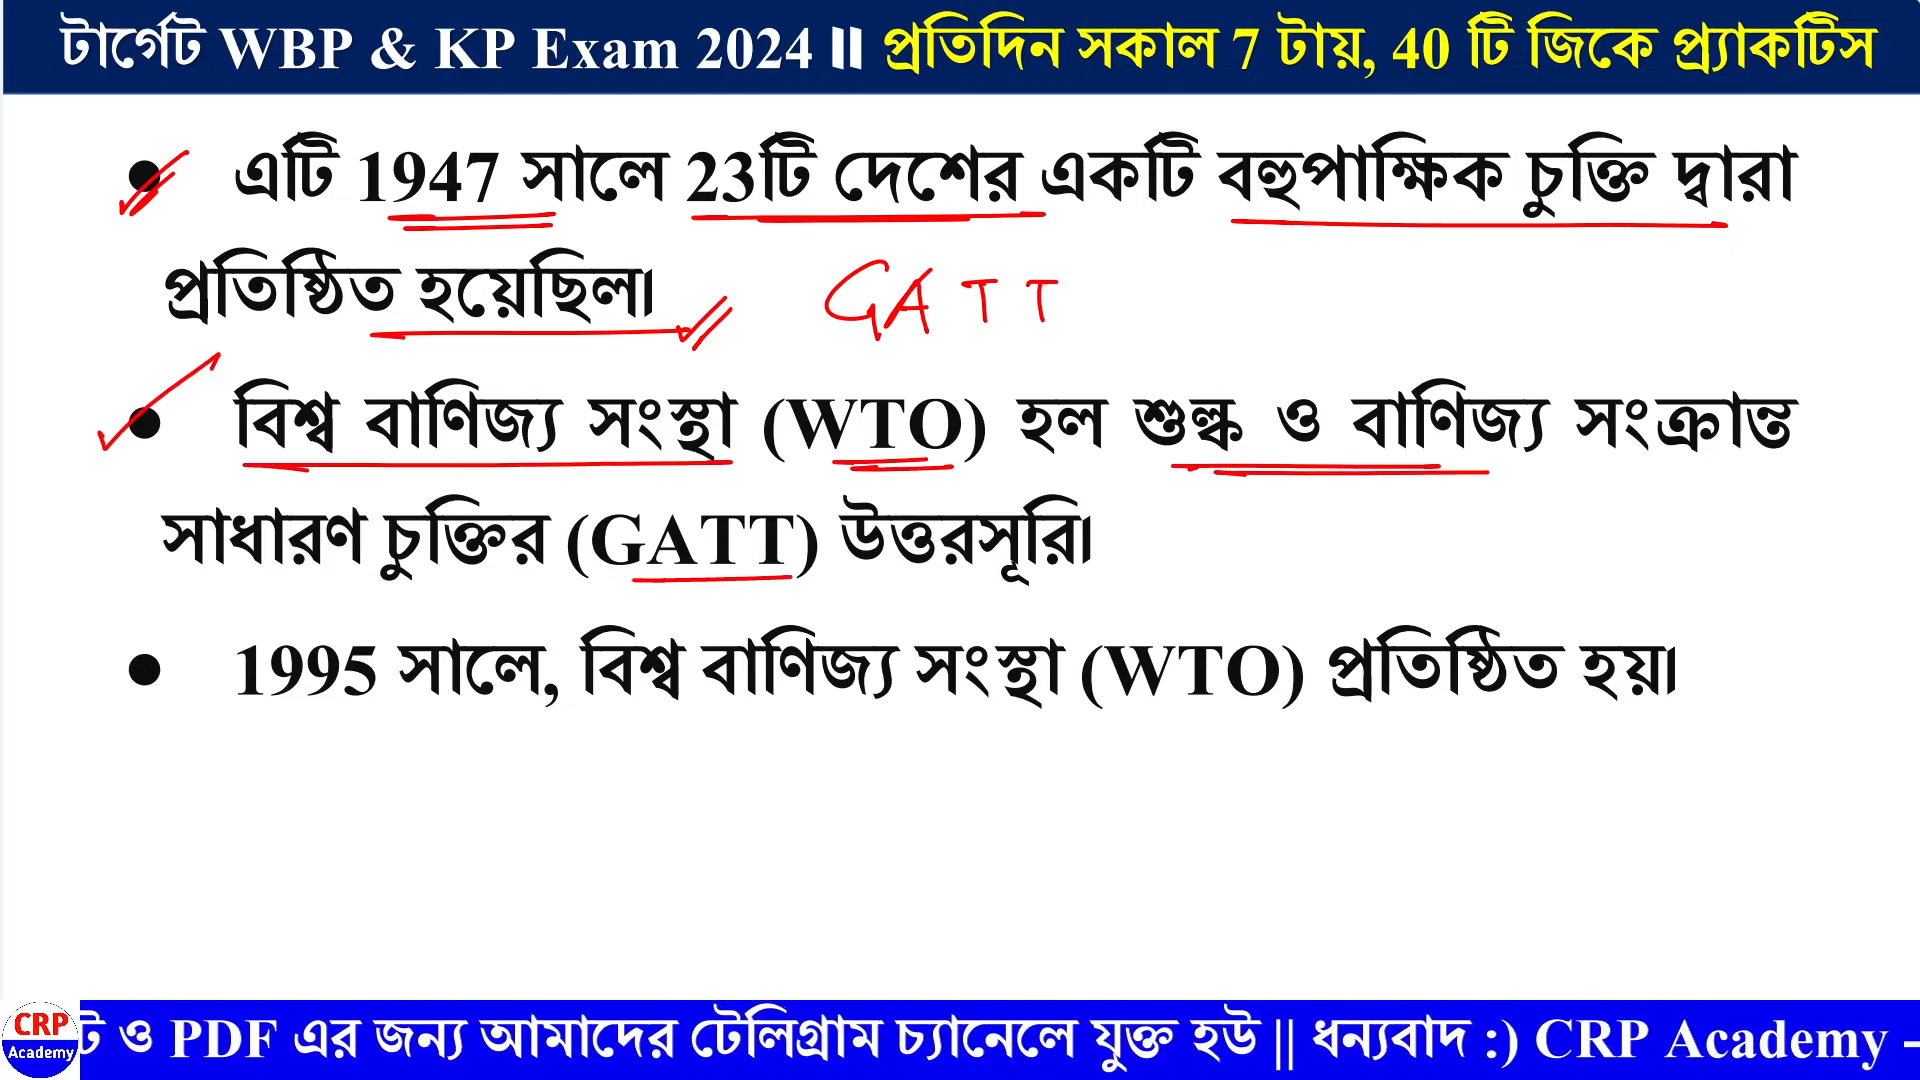 টার্গেট WBP & KP Exam 2024 ॥ প্রতিদিন সকাল 7 টায়, 40 টি জিকে প্র্যাকটিস
● এটি 1947 সালে 23টি দেশের একটি বহুপাক্ষিক চুক্তি দ্বারা
প্রতিষ্ঠিত হয়েছিল।
GATT
● বিশ্ব বাণিজ্য সংস্থা (WTO) হল শুল্ক ও বাণিজ্য সংক্রান্ত
সাধারণ চুক্তির (GATT) উত্তরসূরি।
● 1995 সালে, বিশ্ব বাণিজ্য সংস্থা (WTO) প্রতিষ্ঠিত হয়।
CRP
Academy
ও PDF এর জন্য আমাদের টেলিগ্রাম চ্যানেলে যুক্ত হউ || ধন্যবাদ :) CRP Academy -